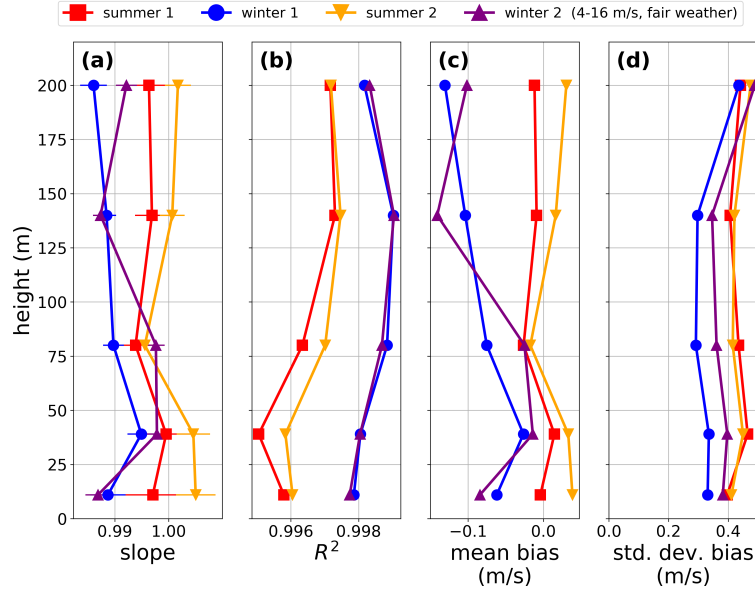 summer 1 winter 1 summer 2 winter 2 (4-16 m/s, fair weather)
(a) (b) (c) (d)
200
175
150
125
100
75
50
25
0
height (m)
0.99 1.00 0.996 0.998 −0.1 0.0 0.0 0.2 0.4
slope R² mean bias std. dev. bias
(m/s) (m/s)